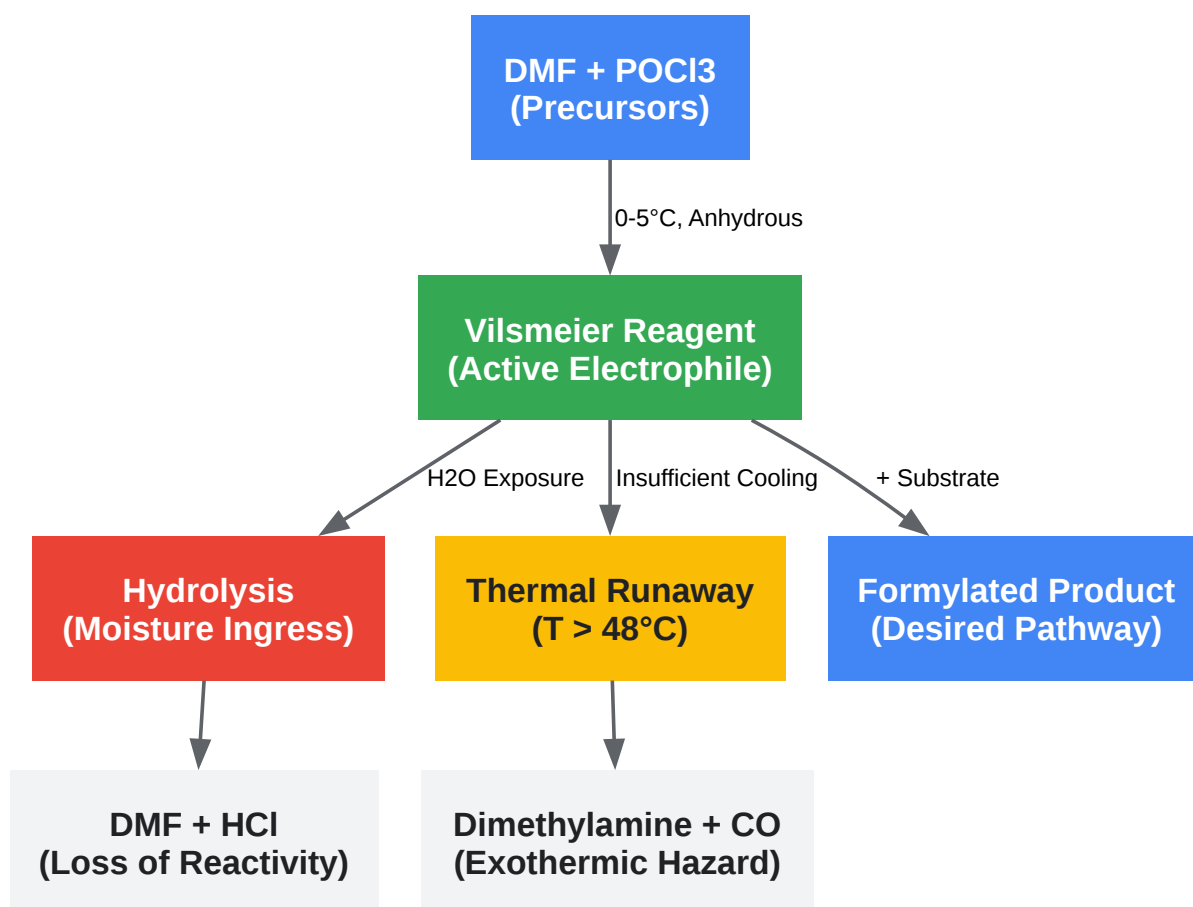 DMF + POCl3
(Precursors)
0-5°C, Anhydrous
Vilsmeier Reagent
(Active Electrophile)
H2O Exposure
Insufficient Cooling
+ Substrate
Hydrolysis
(Moisture Ingress)
Thermal Runaway
(T > 48°C)
Formylated Product
(Desired Pathway)
DMF + HCl
(Loss of Reactivity)
Dimethylamine + CO
(Exothermic Hazard)